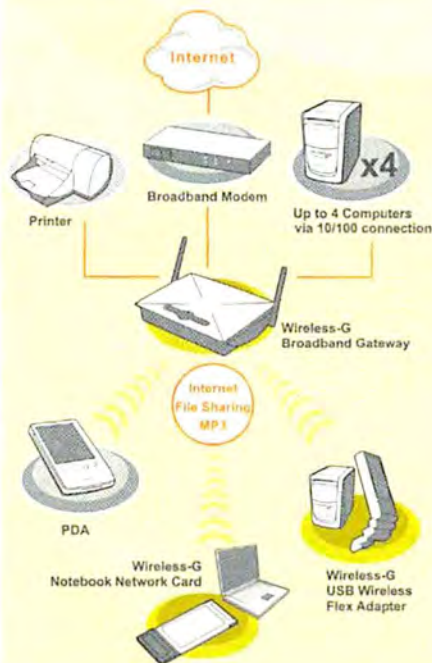 Internet
Printer
Broadband Modem
x4
Up to 4 Computers
via 10/100 connection
Wireless-G
Broadband Gateway
Internet
File Sharing
MP3
PDA
Wireless-G
Notebook Network Card
Wireless-G
USB Wireless
Flex Adapter